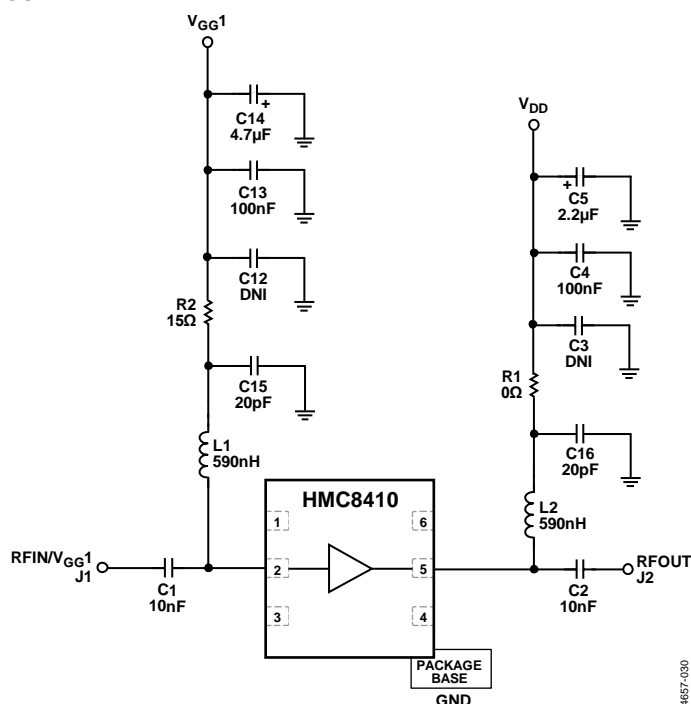 VGG1
C14
4.7µF
+
C13
100nF
C12
DNI
R2
15Ω
C15
20pF
L1
590nH
VDD
+
C5
2.2µF
C4
100nF
C3
DNI
R1
0Ω
C16
20pF
L2
590nH
HMC8410
1
6
2
5
3
4
RFIN/VGG1
J1
C1
10nF
RFOUT
J2
C2
10nF
PACKAGE
BASE
GND
4657-030